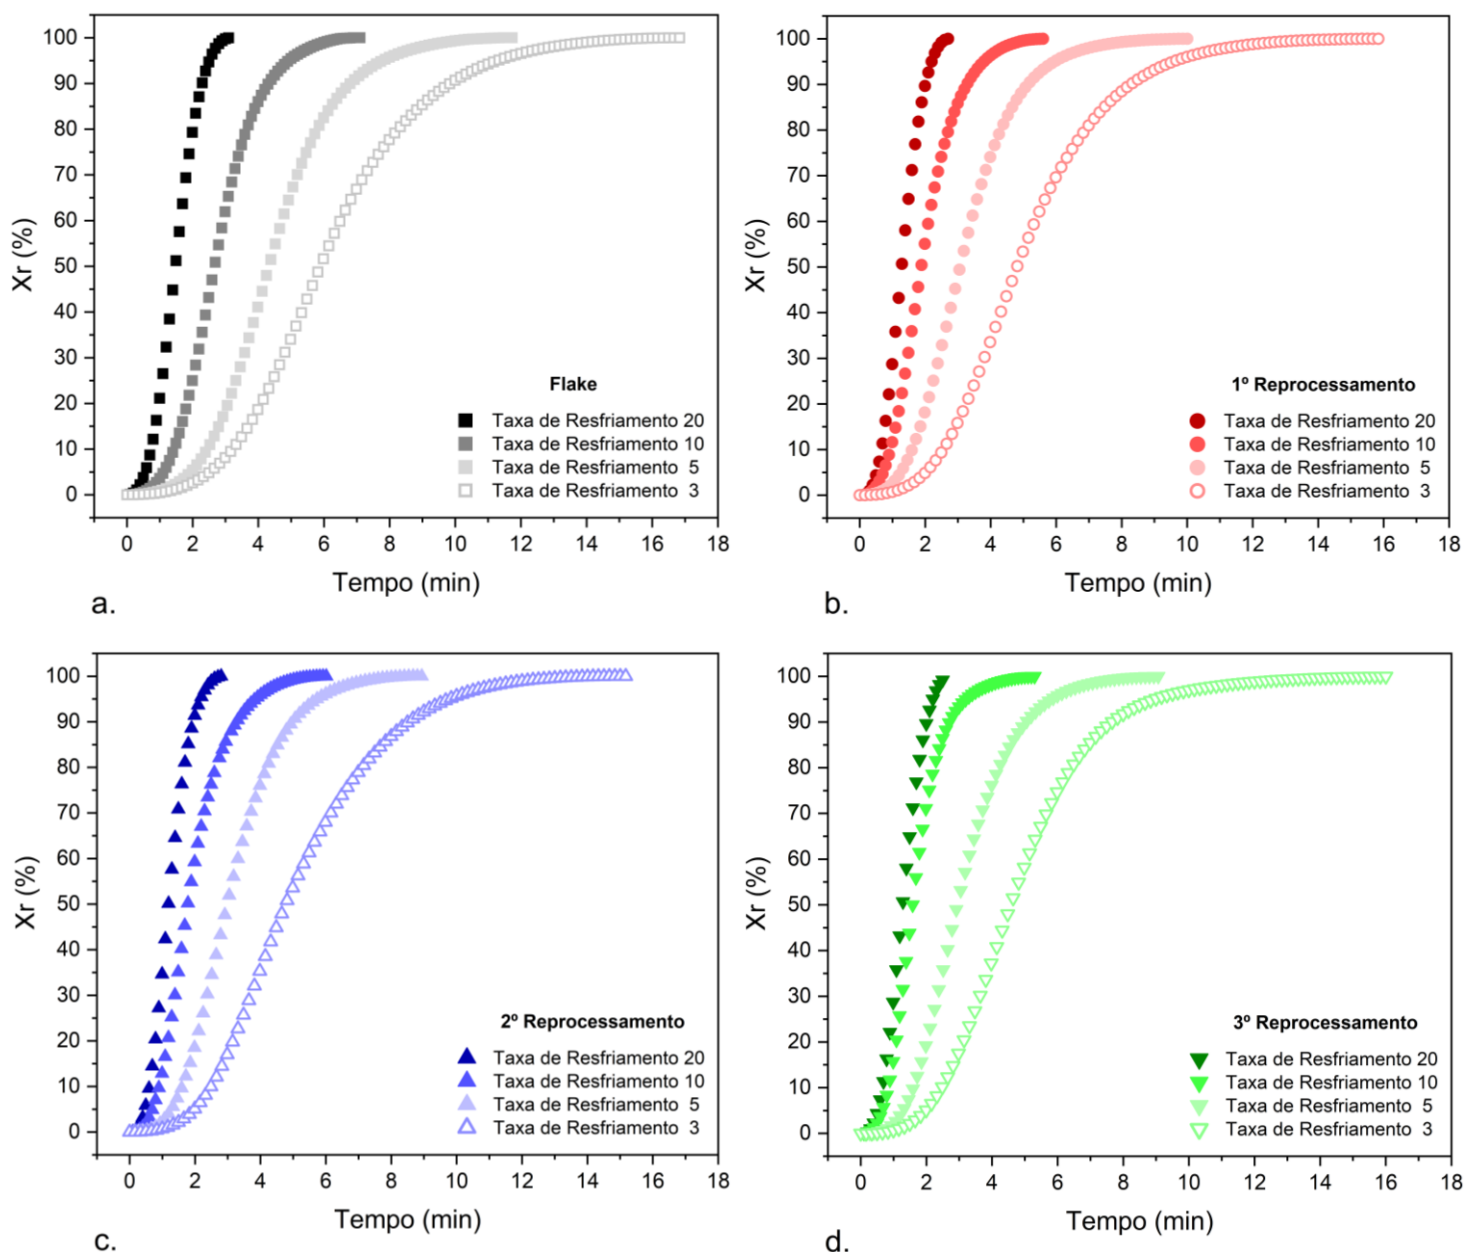 100
90
80
70
60
50
40
30
20
10
0
Xr (%)
Flake
Taxa de Resfriamento 20
Taxa de Resfriamento 10
Taxa de Resfriamento 5
Taxa de Resfriamento 3
0 2 4 6 8 10 12 14 16 18
Tempo (min)
a.
100
90
80
70
60
50
40
30
20
10
0
Xr (%)
1º Reprocessamento
Taxa de Resfriamento 20
Taxa de Resfriamento 10
Taxa de Resfriamento 5
Taxa de Resfriamento 3
0 2 4 6 8 10 12 14 16 18
Tempo (min)
b.
100
90
80
70
60
50
40
30
20
10
0
Xr (%)
2º Reprocessamento
Taxa de Resfriamento 20
Taxa de Resfriamento 10
Taxa de Resfriamento 5
Taxa de Resfriamento 3
0 2 4 6 8 10 12 14 16 18
Tempo (min)
c.
100
90
80
70
60
50
40
30
20
10
0
Xr (%)
3º Reprocessamento
Taxa de Resfriamento 20
Taxa de Resfriamento 10
Taxa de Resfriamento 5
Taxa de Resfriamento 3
0 2 4 6 8 10 12 14 16 18
Tempo (min)
d.